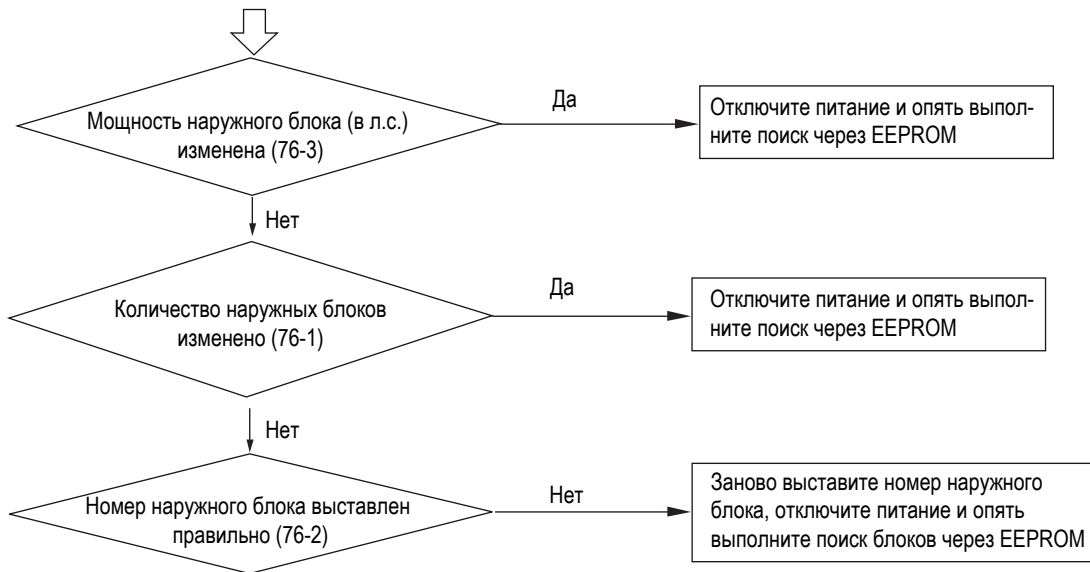 Да
Мощность наружного блока (в л.с.)
изменена (76-3)
Отключите питание и опять выпол-
ните поиск через EEPROM
Нет
Да
Количество наружных блоков
изменено (76-1)
Отключите питание и опять выпол-
ните поиск через EEPROM
Нет
Номер наружного блока выставлен
правильно (76-2)
Нет
Заново выставите номер наружного
блока, отключите питание и опять
выполните поиск блоков через EEPROM